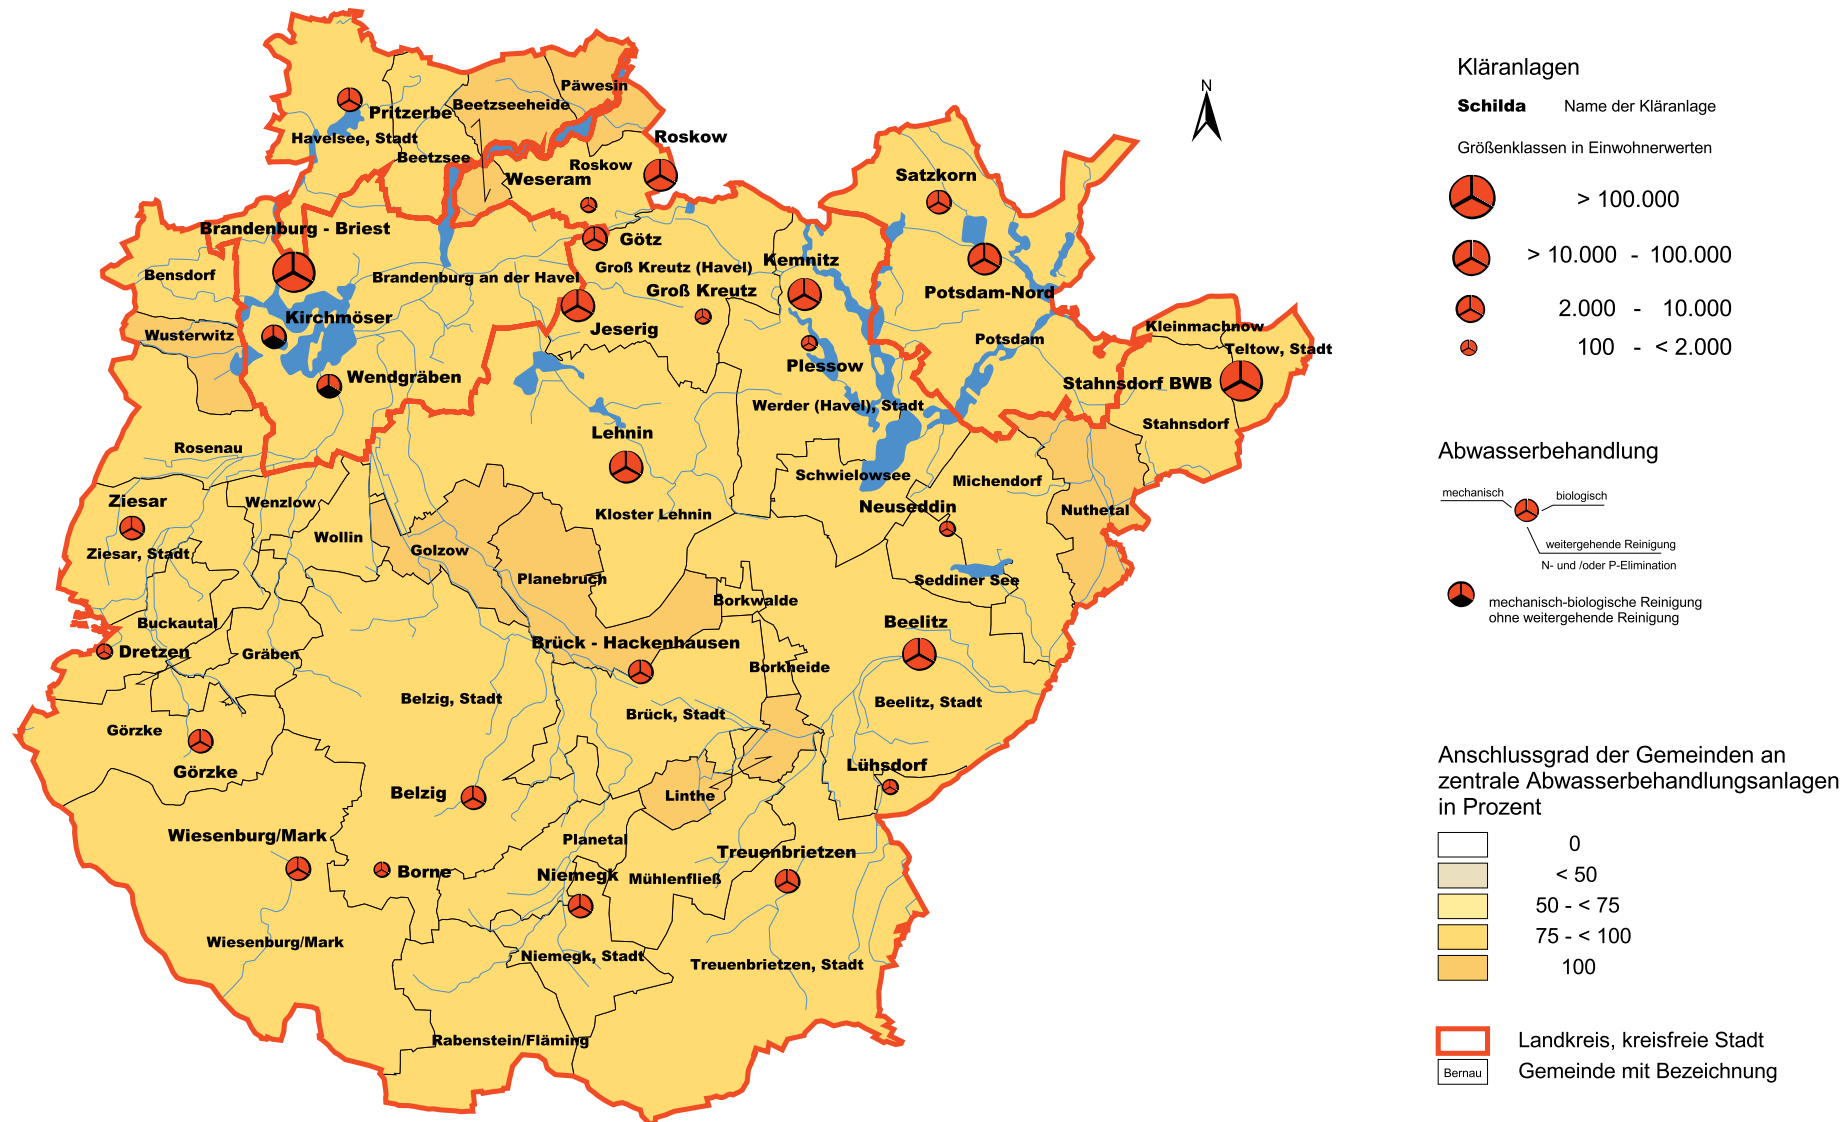 Päwesin
Beetzseeheide
Pritzerbe
Havelsee, Stadt
Beetzsee
Roskow
Roskow
Weseram
Satzkorn
N
Brandenburg - Briest
Götz
Bensdorf
Brandenburg an der Havel
Groß Kreutz (Havel)
Kemnitz
Groß Kreutz
Potsdam-Nord
Kirchmöser
Jeserig
Wusterwitz
Kleinmachnow
Potsdam
Teltow, Stadt
Plessow
Wendgräben
Stahnsdorf BWB
Werder (Havel), Stadt
Stahnsdorf
Lehnin
Rosenau
Schwielowsee
Michendorf
Ziesar
Wenzlow
Neuseddin
Nuthetal
Kloster Lehnin
Wollin
Golzow
Ziesar, Stadt
Planebruch
Seddiner See
Borkwalde
Buckautal
Beelitz
Brück - Hackenhausen
Dretzen
Gräben
Borkheide
Belzig, Stadt
Beelitz, Stadt
Brück, Stadt
Görzke
Görzke
Lühsdorf
Belzig
Linthe
Wiesenburg/Mark
Planetal
Treuenbrietzen
Borne
Niemegk
Mühlenfließ
Wiesenburg/Mark
Niemegk, Stadt
Treuenbrietzen, Stadt
Rabenstein/Fläming
Kläranlagen
Schilda Name der Kläranlage
Größenklassen in Einwohnerwerten
> 100.000
> 10.000 - 100.000
2.000 - 10.000
100 - < 2.000
Abwasserbehandlung
mechanisch biologisch
weitergehende Reinigung
N- und /oder P-Elimination
mechanisch-biologische Reinigung
ohne weitergehende Reinigung
Anschlussgrad der Gemeinden an
zentrale Abwasserbehandlungsanlagen
in Prozent
0
< 50
50 - < 75
75 - < 100
100
Landkreis, kreisfreie Stadt
Bernau Gemeinde mit Bezeichnung